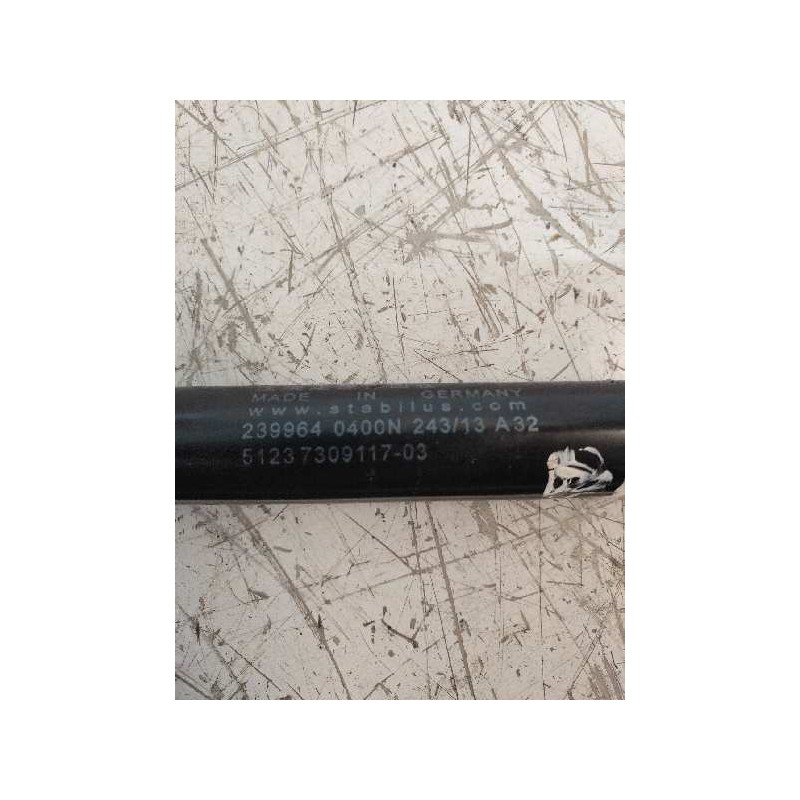 MADE IN GERMANY
www.stabilus.com
239964 0400N 243/13 A32
51237309117-03